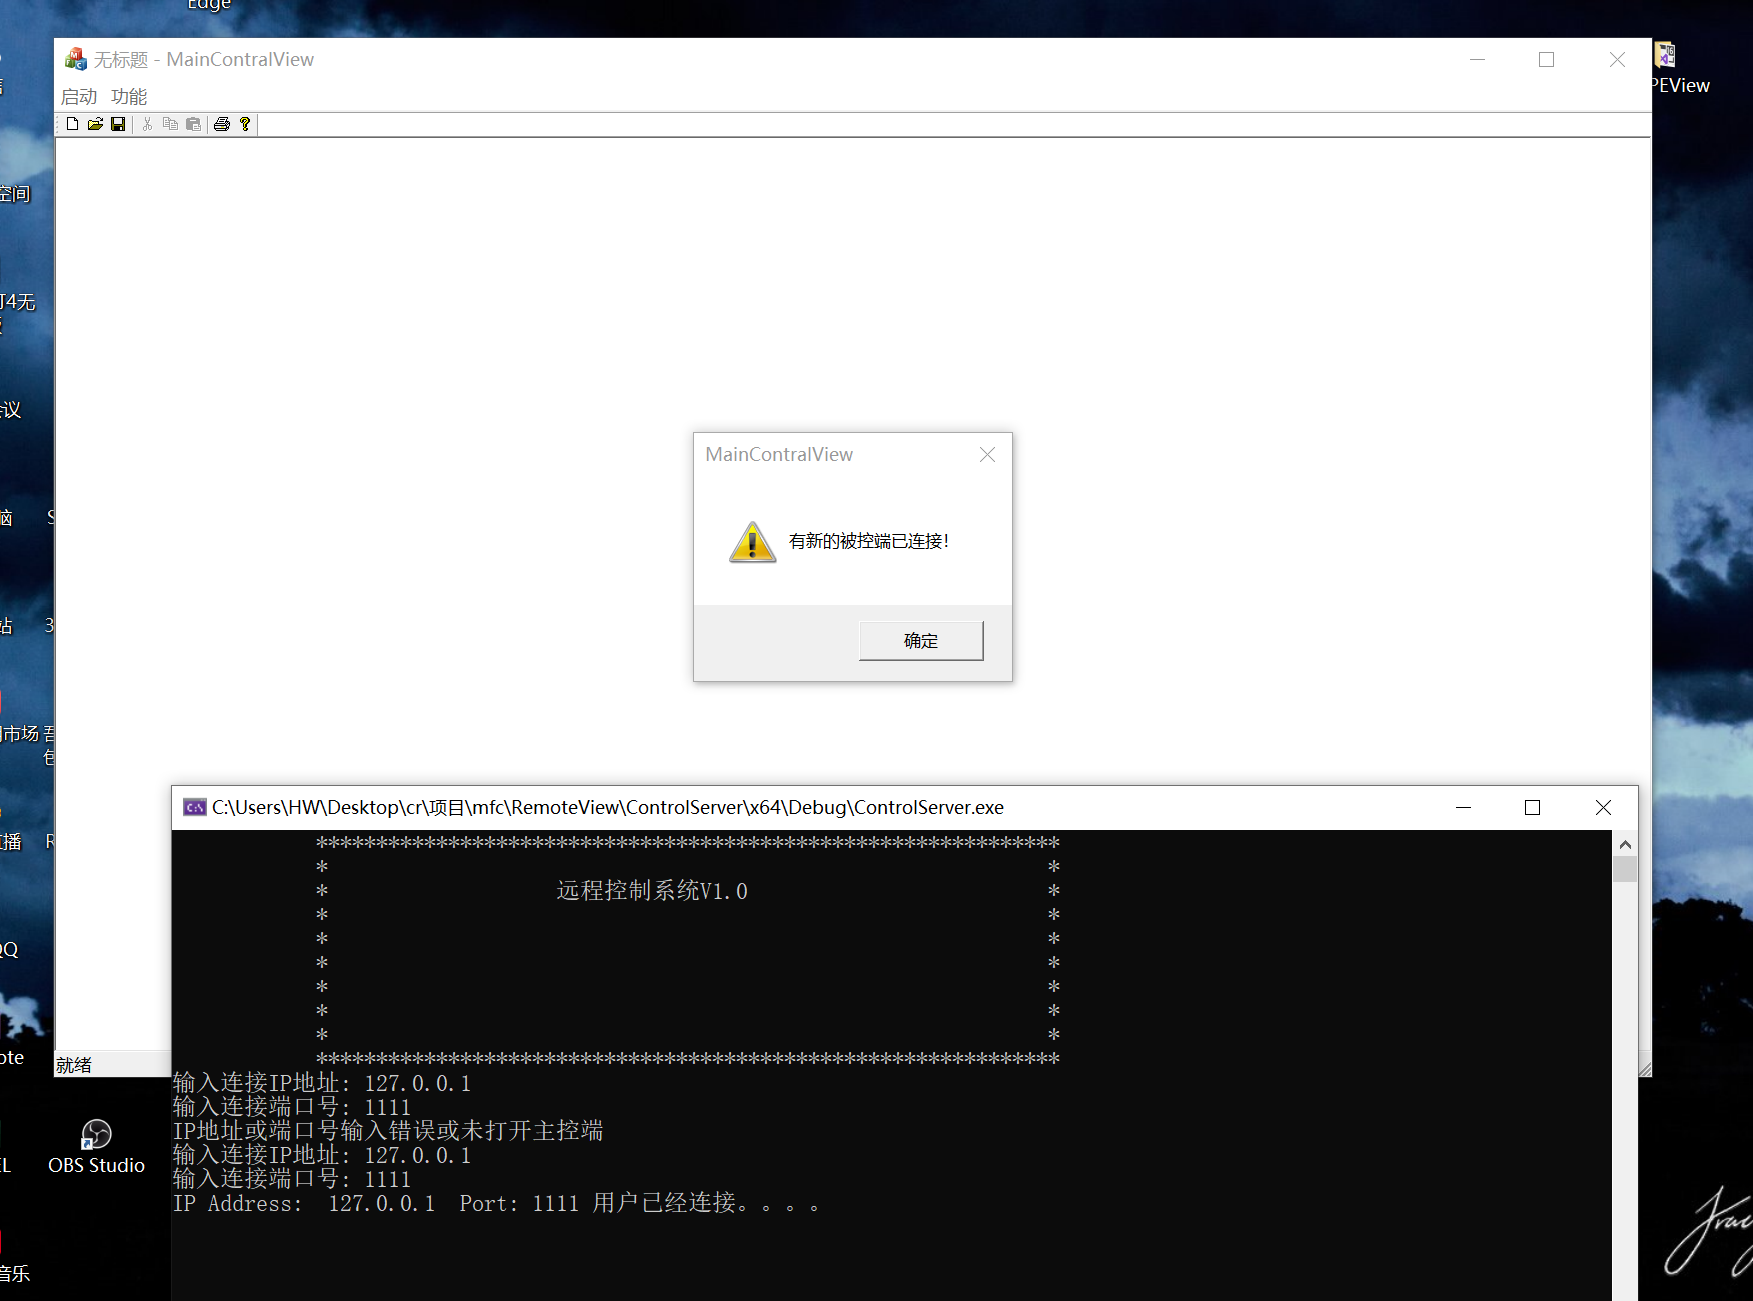 Edge
无标题 - MainContralView
启动 功能
PEView
空间
4无
议
MainContralView
有新的被控端已连接!
确定
脑
站
3
市场
播
QQ
C:\Users\HW\Desktop\cr\项目\mfc\RemoteView\ControlServer\x64\Debug\ControlServer.exe
**************************************************************
* *
* 远程控制系统V1.0 *
* *
* *
* *
* *
* *
* *
**************************************************************
ote
就绪
输入连接IP地址: 127.0.0.1
输入连接端口号: 1111
IP地址或端口号输入错误或未打开主控端
输入连接IP地址: 127.0.0.1
输入连接端口号: 1111
IP Address: 127.0.0.1 Port: 1111 用户已经连接。。。。
OBS Studio
音乐